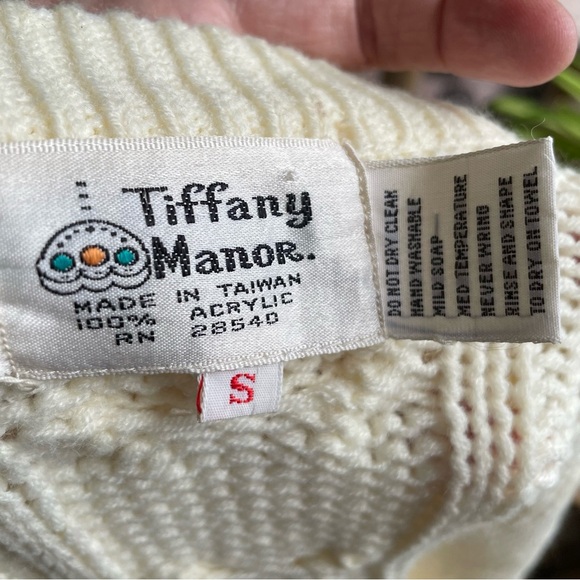 Tiffany
Manor.
MADE IN TAIWAN
100% ACRYLIC
RN 28540
S
DO NOT DRY CLEAN
HAND WASHABLE
MILD SOAP
MED TEMPERATURE
NEVER WRING
RINSE AND SHAPE
TO DRY ON TOWEL